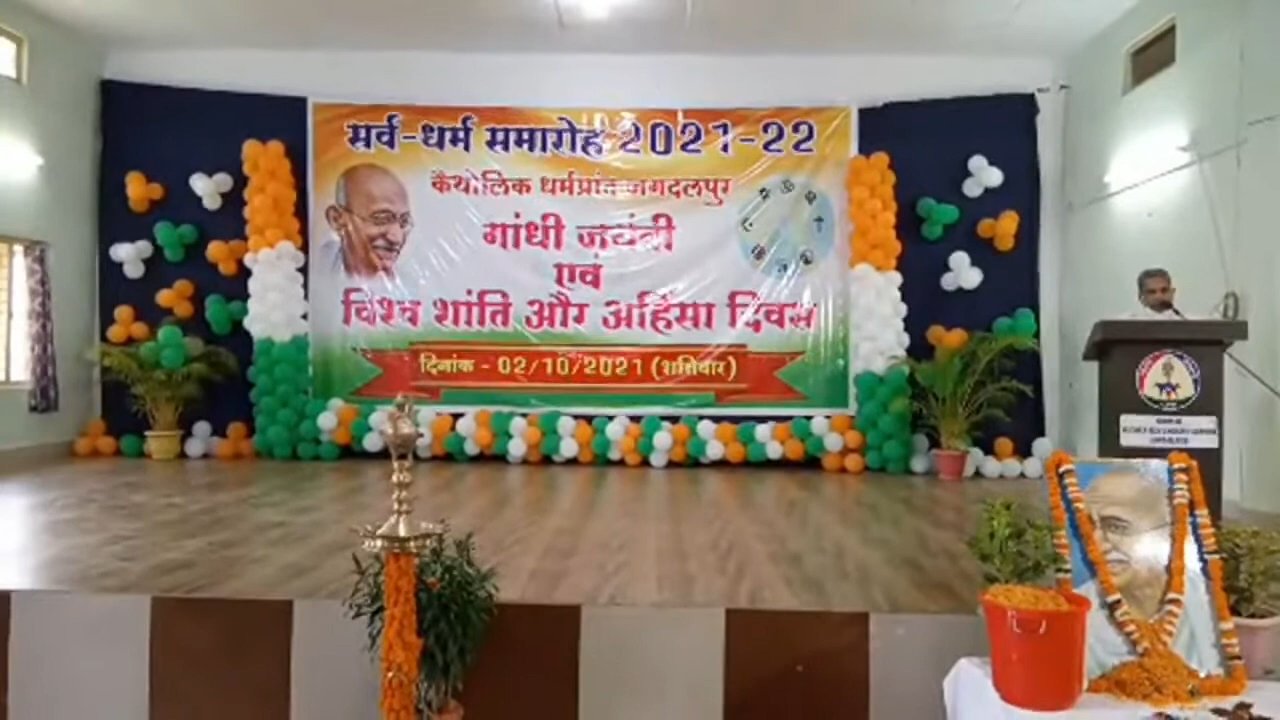 सर्व-धर्म समारोह 2021-22
कैथोलिक धर्मप्रांत जगदलपुर
गांधी जयंती
एवं
विश्व शांति और अहिंसा दिवस
दिनांक - 02/10/2021 (शनिवार)